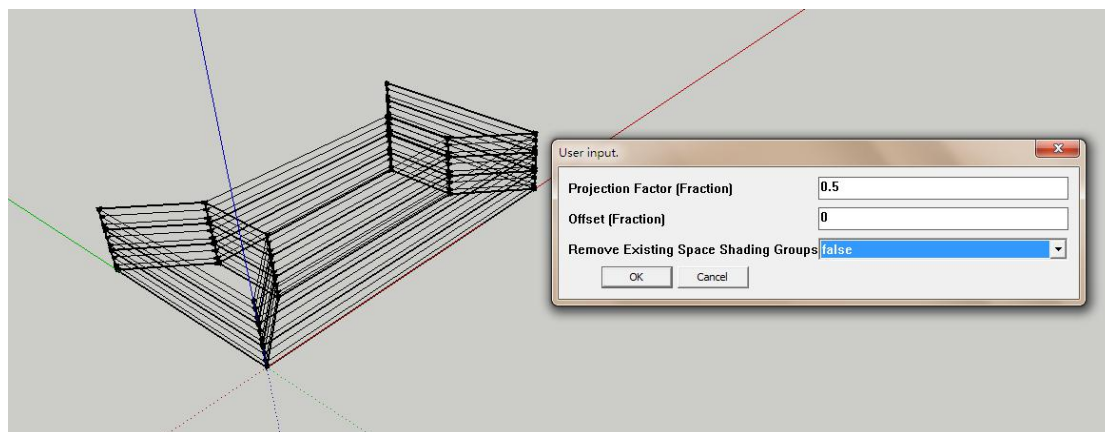 User input.
Projection Factor (Fraction) 0.5
Offset (Fraction) 0
Remove Existing Space Shading Groups false
OK Cancel